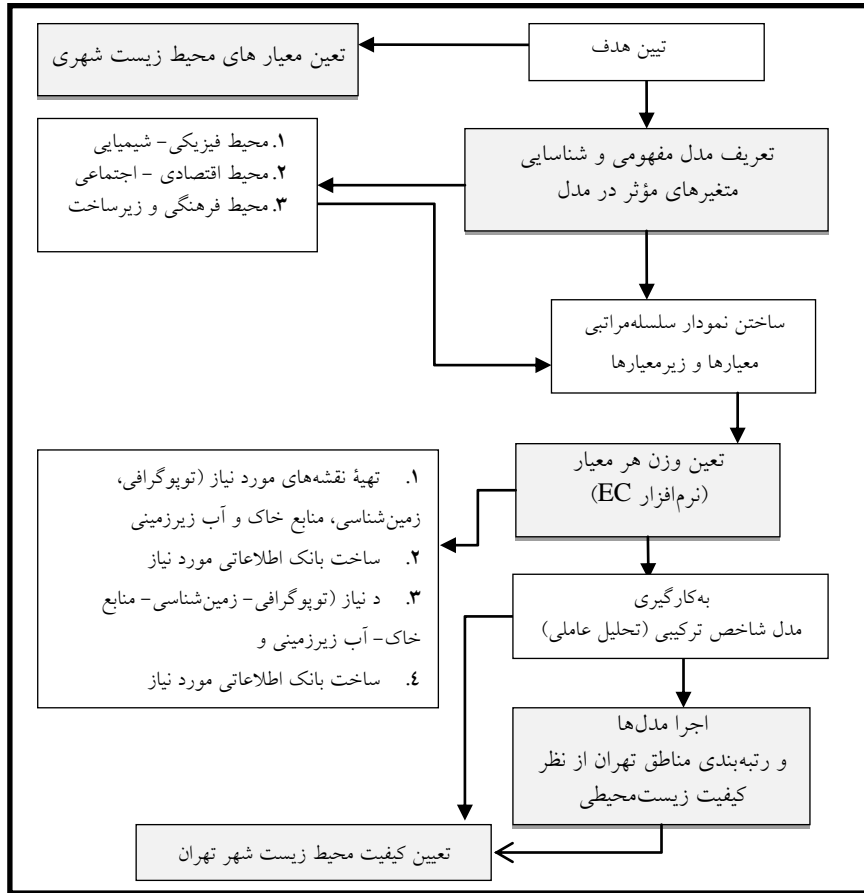 تیین هدف
تعین معیار های محیط زیست شهری
تعریف مدل مفهومی و شناسایی
متغیرهای مؤثر در مدل
۱. محیط فیزیکی- شیمیایی
۲. محیط اقتصادی - اجتماعی
۳. محیط فرهنگی و زیرساخت
ساختن نمودار سلسله‌مراتبی
معیارها و زیرمعیارها
تعین وزن هر معیار
(نرم‌افزار EC)
۱. تهیۀ نقشه‌های مورد نیاز (توپوگرافی،
زمین‌شناسی، منابع خاک و آب زیرزمینی
۲. ساخت بانک اطلاعاتی مورد نیاز
۳. د نیاز (توپوگرافی- زمین‌شناسی- منابع
خاک- آب زیرزمینی و
٤. ساخت بانک اطلاعاتی مورد نیاز
به‌کارگیری
مدل شاخص ترکیبی (تحلیل عاملی)
اجرا مدل‌ها
و رتبه‌بندی مناطق تهران از نظر
کیفیت زیست‌محیطی
تعیین کیفیت محیط زیست شهر تهران